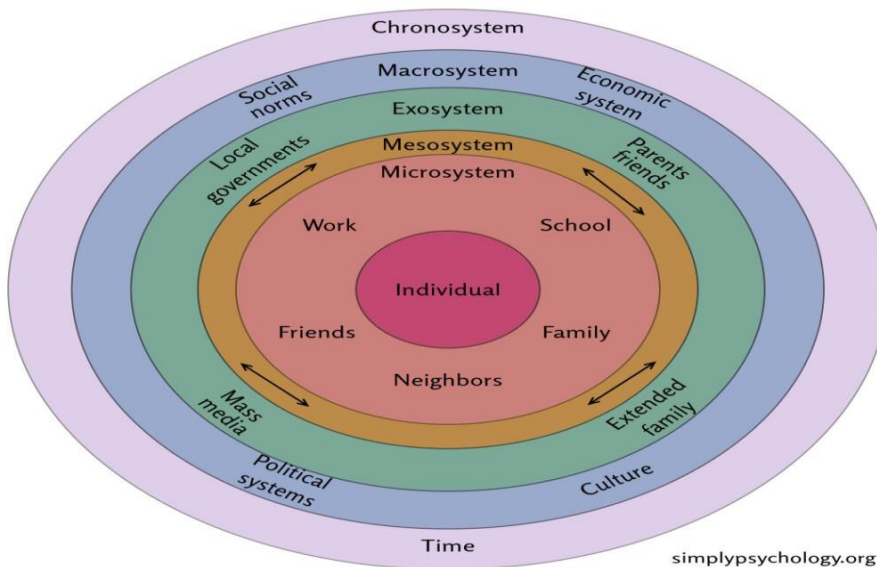 Chronosystem
Macrosystem
Social
norms
Economic
system
Exosystem
Local
governments
Parents
friends
Mesosystem
Microsystem
Work
School
Individual
Friends
Family
Neighbors
Mass
media
Extended
family
Political
systems
Culture
Time
simplypsychology.org